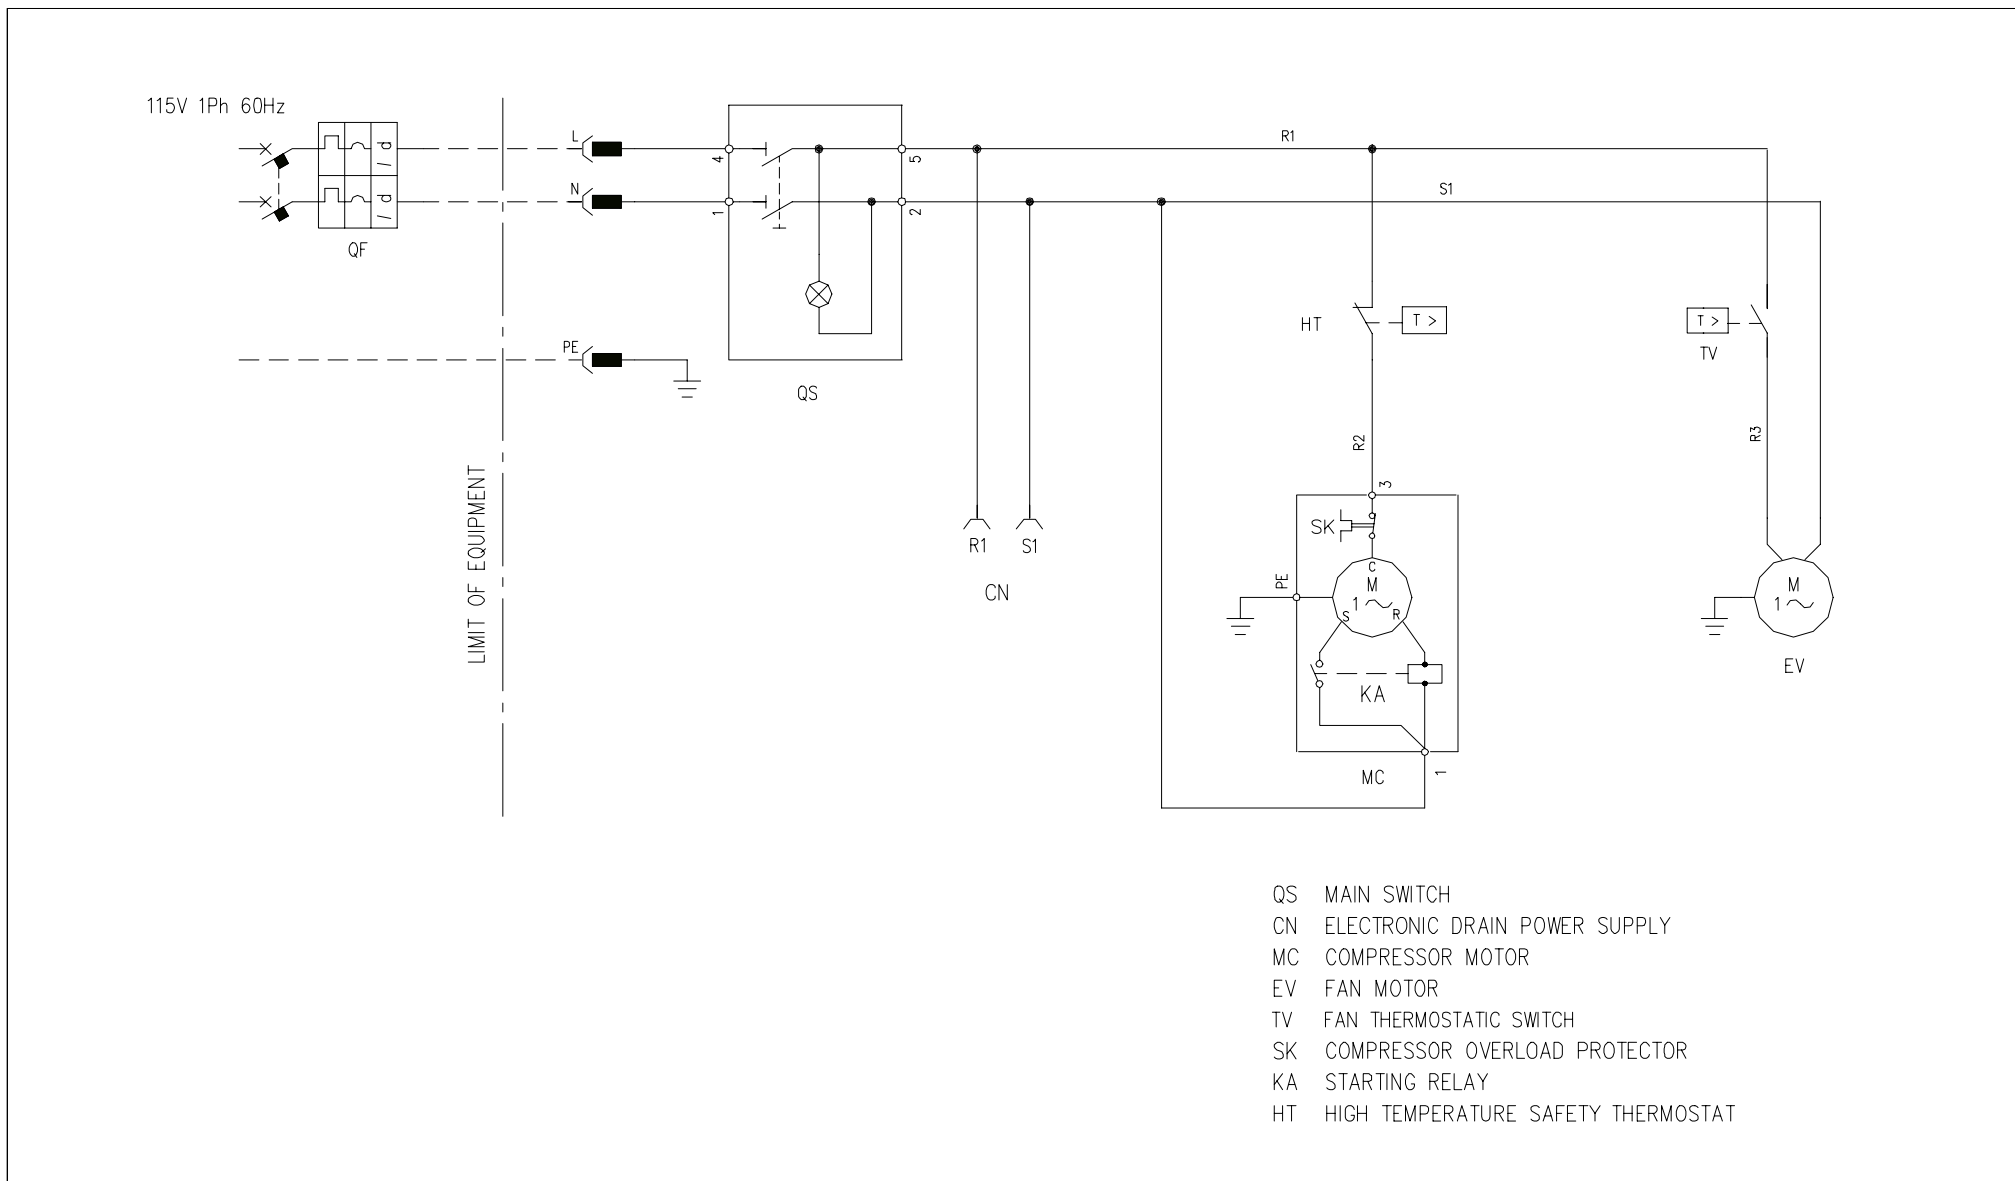 115V 1Ph 60Hz
L
4
5
R1
N
1
2
S1
Id
Id
QF
PE
QS
LIMIT OF EQUIPMENT
HT
T >
T >
TV
R2
R3
3
R1
S1
CN
SK
PE
C
M
1
S
R
KA
MC
1
M
1
EV
QS MAIN SWITCH
CN ELECTRONIC DRAIN POWER SUPPLY
MC COMPRESSOR MOTOR
EV FAN MOTOR
TV FAN THERMOSTATIC SWITCH
SK COMPRESSOR OVERLOAD PROTECTOR
KA STARTING RELAY
HT HIGH TEMPERATURE SAFETY THERMOSTAT